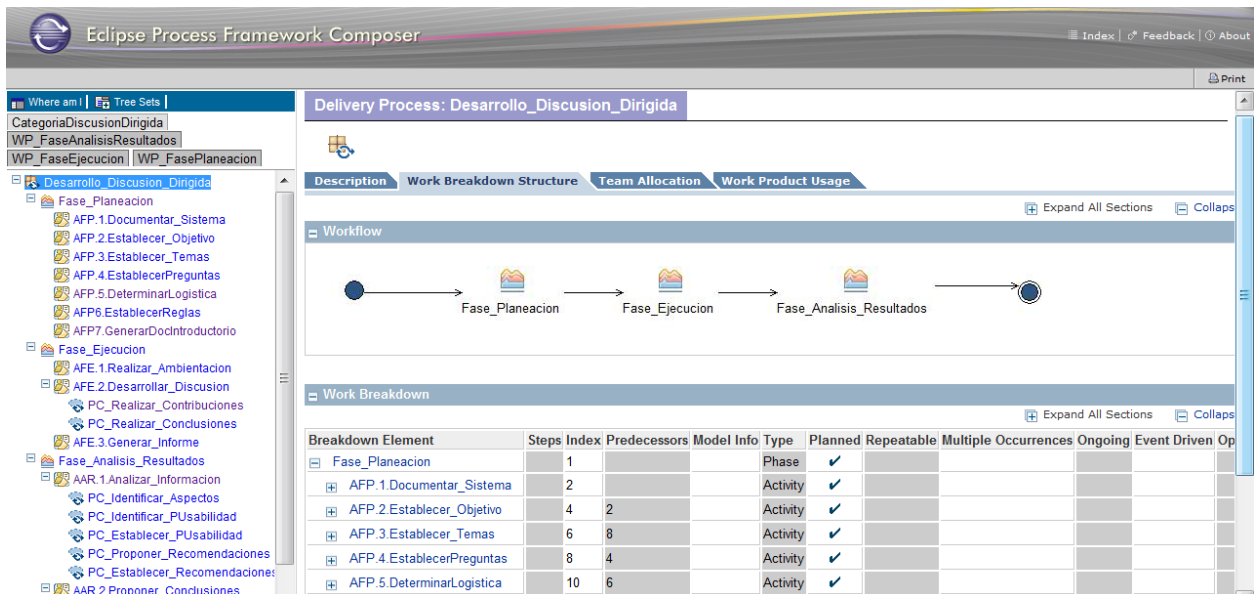 Eclipse Process Framework Composer
Index | Feedback | About
Print
Where am I Tree Sets
CategoriaDiscusionDirigida
WP_FaseAnalisisResultados
WP_FaseEjecucion WP_FasePlaneacion
Desarrollo_Discusion_Dirigida
Fase_Planeacion
AFP.1.Documentar_Sistema
AFP.2.Establecer_Objetivo
AFP.3.Establecer_Temas
AFP.4.EstablecerPreguntas
AFP.5.DeterminarLogistica
AFP6.EstablecerReglas
AFP7.GenerarDocIntroductorio
Fase_Ejecucion
AFE.1.Realizar_Ambientacion
AFE.2.Desarrollar_Discusion
PC_Realizar_Contribuciones
PC_Realizar_Conclusiones
AFE.3.Generar_Informe
Fase_Analisis_Resultados
AAR.1.Analizar_Informacion
PC_Identificar_Aspectos
PC_Identificar_PUsabilidad
PC_Establecer_PUsabilidad
PC_Proponer_Recomendaciones
PC_Establecer_Recomendaciones
AAR.2.Proponer_Conclusiones
Delivery Process: Desarrollo_Discusion_Dirigida
Description Work Breakdown Structure Team Allocation Work Product Usage
Expand All Sections Collaps
Workflow
Fase_Planeacion Fase_Ejecucion Fase_Analisis_Resultados
Work Breakdown
Expand All Sections Collaps
Breakdown Element Steps Index Predecessors Model Info Type Planned Repeatable Multiple Occurrences Ongoing Event Driven Op
Fase_Planeacion 1 Phase ✔
AFP.1.Documentar_Sistema 2 Activity ✔
AFP.2.Establecer_Objetivo 4 2 Activity ✔
AFP.3.Establecer_Temas 6 8 Activity ✔
AFP.4.EstablecerPreguntas 8 4 Activity ✔
AFP.5.DeterminarLogistica 10 6 Activity ✔